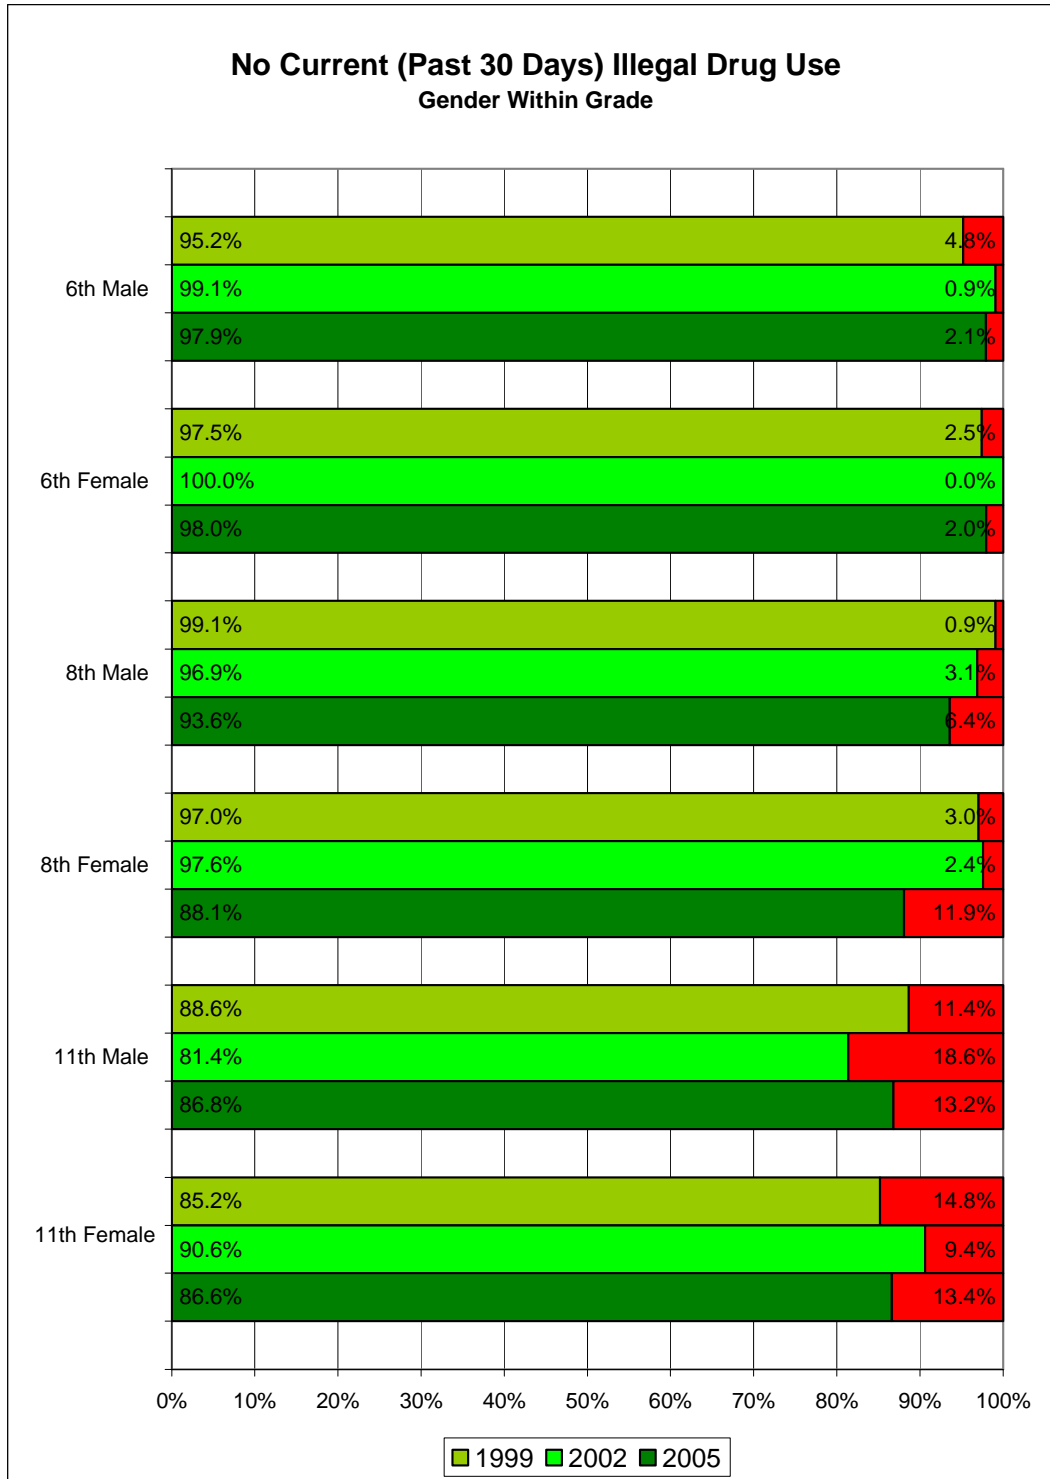 No Current (Past 30 Days) Illegal Drug Use
Gender Within Grade
95.2% 4.8%
6th Male 99.1% 0.9%
97.9% 2.1%
97.5% 2.5%
6th Female 100.0% 0.0%
98.0% 2.0%
99.1% 0.9%
8th Male 96.9% 3.1%
93.6% 6.4%
97.0% 3.0%
8th Female 97.6% 2.4%
88.1% 11.9%
88.6% 11.4%
11th Male 81.4% 18.6%
86.8% 13.2%
85.2% 14.8%
11th Female 90.6% 9.4%
86.6% 13.4%
0% 10% 20% 30% 40% 50% 60% 70% 80% 90% 100%
1999 2002 2005